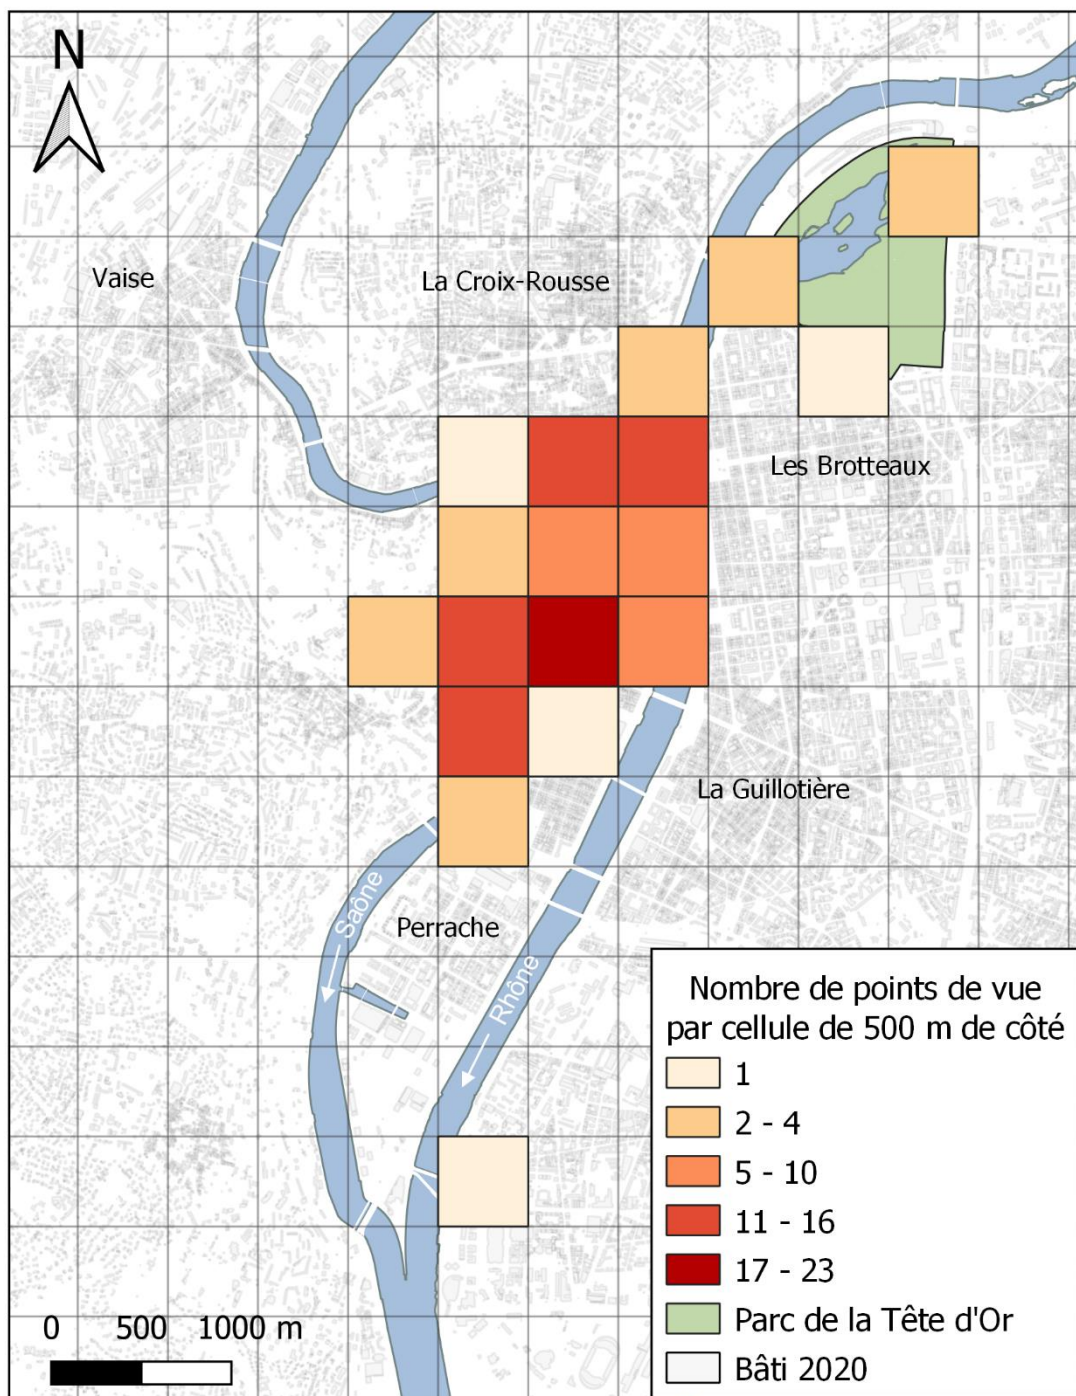 N
Vaise
La Croix-Rousse
Les Brotteaux
La Guillotière
Saône
Perrache
Rhône
Nombre de points de vue
par cellule de 500 m de côté
1
2 - 4
5 - 10
11 - 16
17 - 23
Parc de la Tête d'Or
Bâti 2020
0 500 1000 m